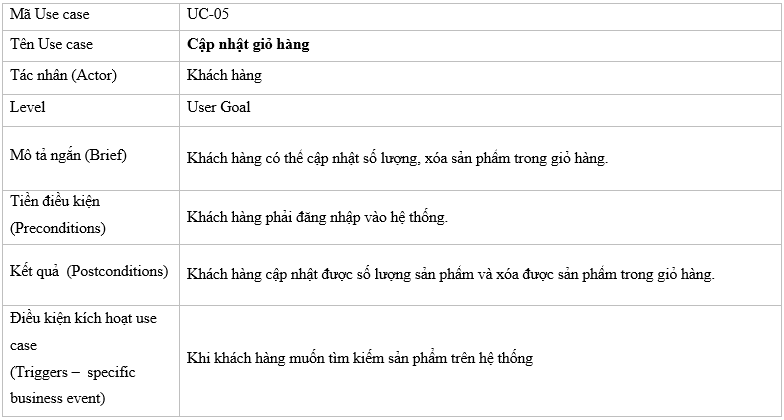 Mã Use case
UC-05
Tên Use case
Cập nhật giỏ hàng
Tác nhân (Actor)
Khách hàng
Level
User Goal
Mô tả ngắn (Brief)
Khách hàng có thể cập nhật số lượng, xóa sản phẩm trong giỏ hàng.
Tiền điều kiện
(Preconditions)
Khách hàng phải đăng nhập vào hệ thống.
Kết quả (Postconditions)
Khách hàng cập nhật được số lượng sản phẩm và xóa được sản phẩm trong giỏ hàng.
Điều kiện kích hoạt use
case
(Triggers – specific
business event)
Khi khách hàng muốn tìm kiếm sản phẩm trên hệ thống